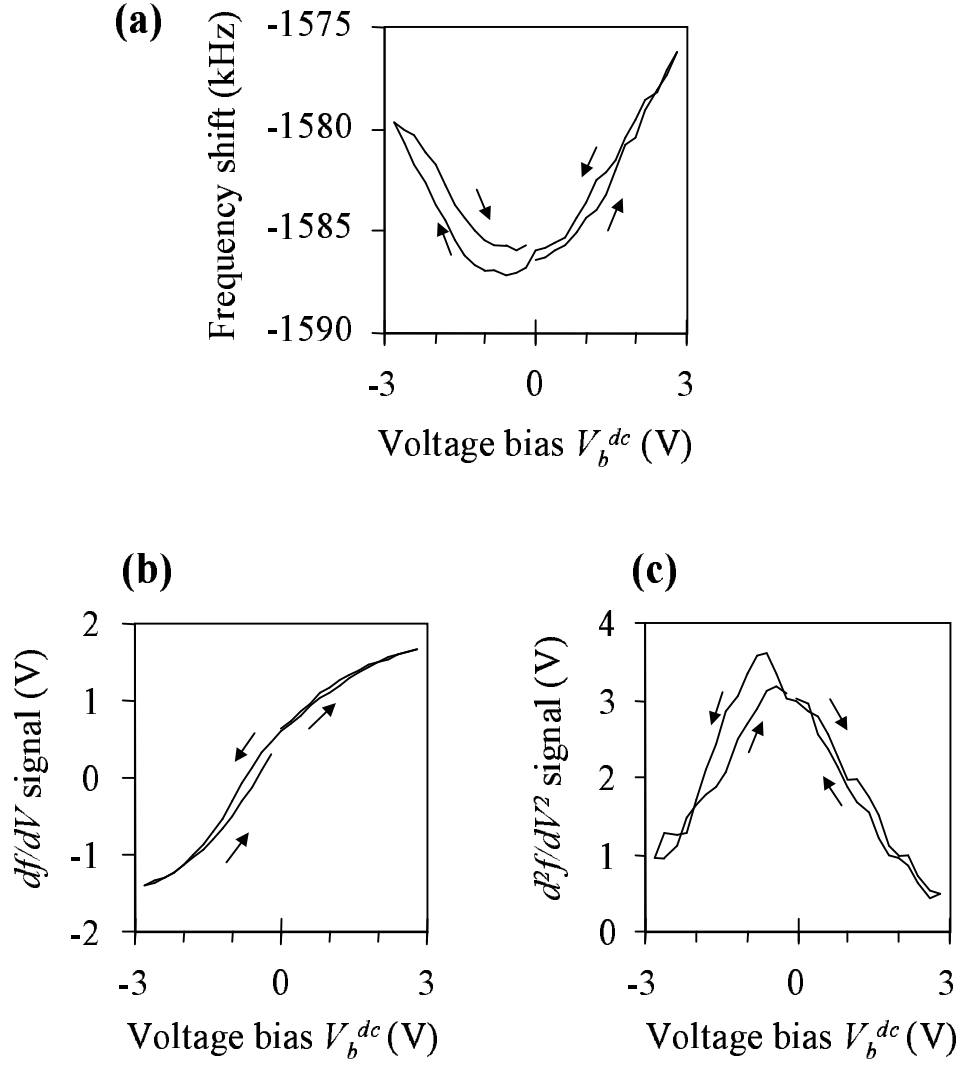 (a)
Frequency shift (kHz)
-1575
-1580
-1585
-1590
-3 0 3
Voltage bias V_b^dc (V)
(b)
df/dV signal (V)
2
1
0
-1
-2
-3 0 3
Voltage bias V_b^dc (V)
(c)
d²f/dV² signal (V)
4
3
2
1
0
-3 0 3
Voltage bias V_b^dc (V)